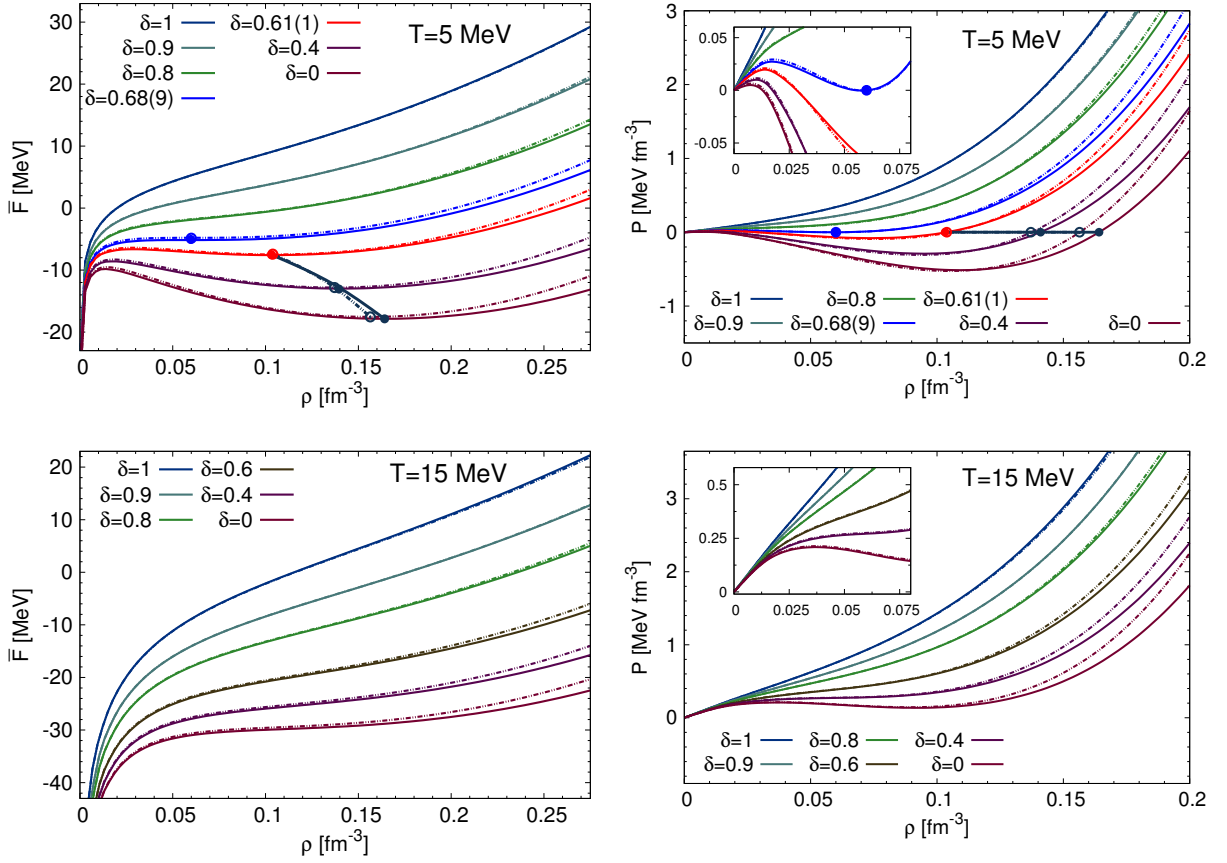 δ=1 δ=0.61(1) T=5 MeV
δ=0.9 δ=0.4
δ=0.8 δ=0
δ=0.68(9)
20
10
0
-10
-20
F̅ [MeV]
0 0.05 0.1 0.15 0.2 0.25
ρ [fm⁻³]
T=5 MeV
0.05
0
-0.05
0 0.025 0.05 0.075
3
2
1
0
-1
P [MeV fm⁻³]
δ=1 δ=0.8 δ=0.61(1)
δ=0.9 δ=0.68(9) δ=0.4 δ=0
0 0.05 0.1 0.15 0.2
ρ [fm⁻³]
δ=1 δ=0.6 T=15 MeV
δ=0.9 δ=0.4
δ=0.8 δ=0
20
10
0
-10
-20
-30
-40
F̅ [MeV]
0 0.05 0.1 0.15 0.2 0.25
ρ [fm⁻³]
T=15 MeV
0.5
0.25
0
0 0.025 0.05 0.075
3
2
1
0
P [MeV fm⁻³]
δ=1 δ=0.8 δ=0.4
δ=0.9 δ=0.6 δ=0
0 0.05 0.1 0.15 0.2
ρ [fm⁻³]